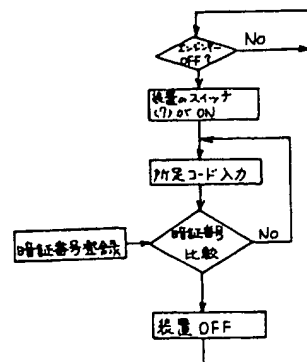 エンジンキー
OFF?
No
装置のスイッチ
(7)が ON
所定コード入力
暗証番号登録
暗証番号
比較
No
装置 OFF